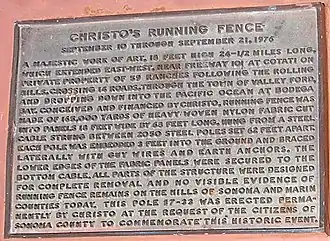 CHRISTO'S RUNNING FENCE
SEPTEMBER 10 THROUGH SEPTEMBER 21, 1976
A MAJESTIC WORK OF ART, 18 FEET HIGH 24-1/2 MILES LONG,
WHICH EXTENDED EAST-WEST, NEAR FREEWAY 101 AT COTATI ON
PRIVATE PROPERTY OF 59 RANCHES FOLLOWING THE ROLLING
HILLS, CROSSING 14 ROADS, THROUGH THE TOWN OF VALLEY FORD,
AND DROPPING DOWN INTO THE PACIFIC OCEAN AT BODEGA
BAY. CONCEIVED AND FINANCED BY CHRISTO, RUNNING FENCE WAS
MADE OF 165,000 YARDS OF HEAVY WOVEN NYLON FABRIC CUT
INTO PANELS 18 FEET WIDE BY 68 FEET LONG, HUNG FROM A STEEL
CABLE STRUNG BETWEEN 2050 STEEL POLES SET 62 FEET APART
EACH POLE WAS EMBEDDED 3 FEET INTO THE GROUND AND BRACED
LATERALLY WITH GUY WIRES AND EARTH ANCHORS. THE
LOWER EDGES OF THE FABRIC PANELS WERE SECURED TO THE
BOTTOM CABLE. ALL PARTS OF THE STRUCTURE WERE DESIGNED
FOR COMPLETE REMOVAL AND NO VISIBLE EVIDENCE OF
RUNNING FENCE REMAINS ON THE HILLS OF SONOMA AND MARIN
COUNTIES TODAY. THIS POLE #7-33 WAS ERECTED PERMA-
NENTLY BY CHRISTO AT THE REQUEST OF THE CITIZENS OF
SONOMA COUNTY TO COMMEMORATE THIS HISTORIC EVENT.